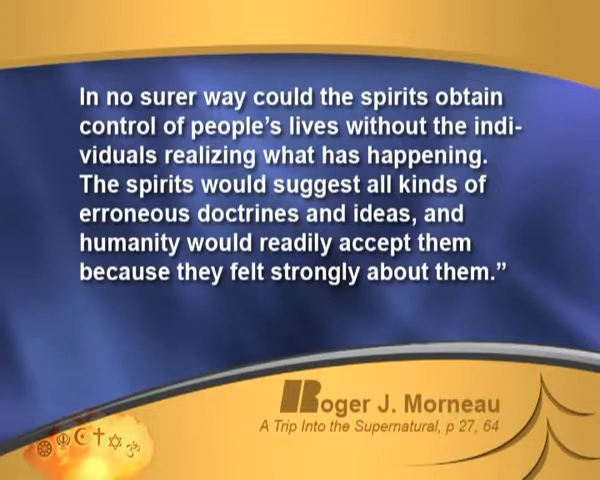 In no surer way could the spirits obtain
control of people’s lives without the indi-
viduals realizing what has happening.
The spirits would suggest all kinds of
erroneous doctrines and ideas, and
humanity would readily accept them
because they felt strongly about them.”
Roger J. Morneau
A Trip Into the Supernatural, p 27, 64